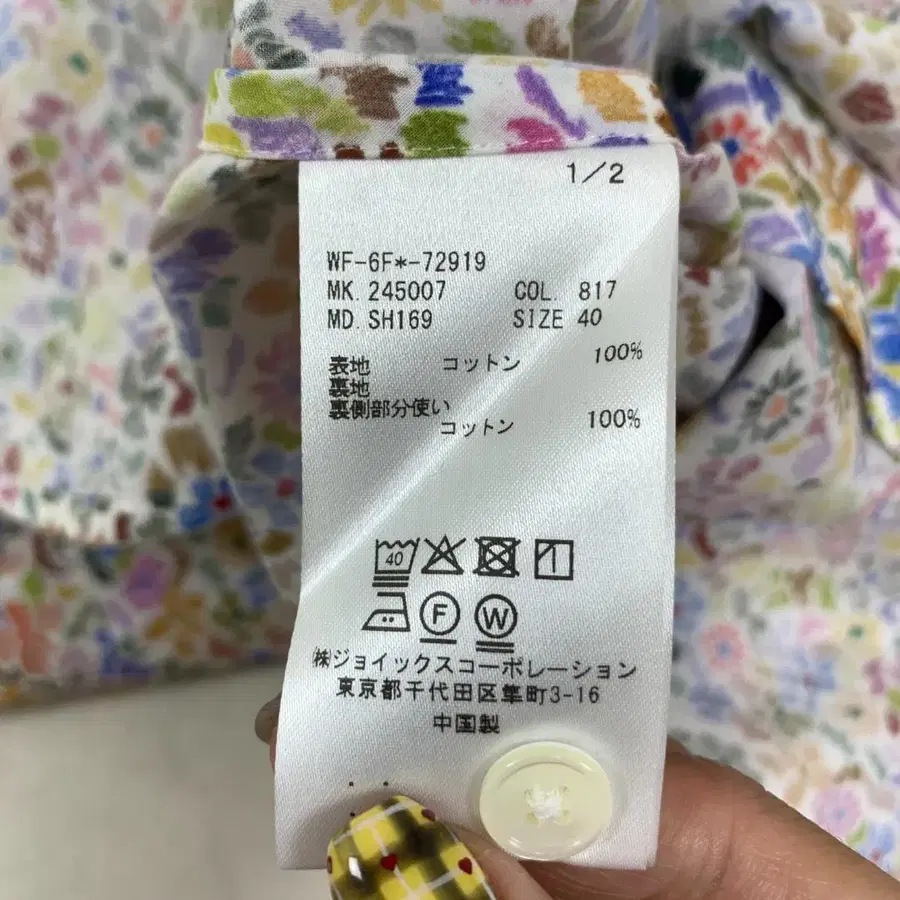 1/2
WF-6F*-72919
MK. 245007 COL. 817
MD. SH169 SIZE 40
表地 コットン 100%
裏地
裏側部分使い
コットン 100%
40
F W
㈱ジョイックスコーポレーション
東京都千代田区隼町3-16
中国製